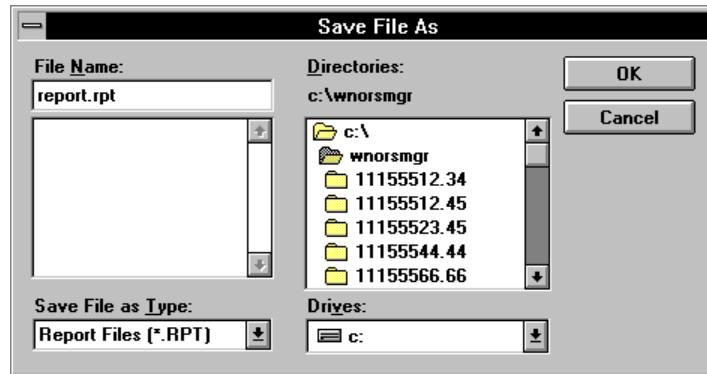 Save File As
File Name:
report.rpt
Directories:
c:\wnorsmgr
c:\
wnorsmgr
11155512.34
11155512.45
11155523.45
11155544.44
11155566.66
OK
Cancel
Save File as Type:
Report Files (*.RPT)
Drives:
c: